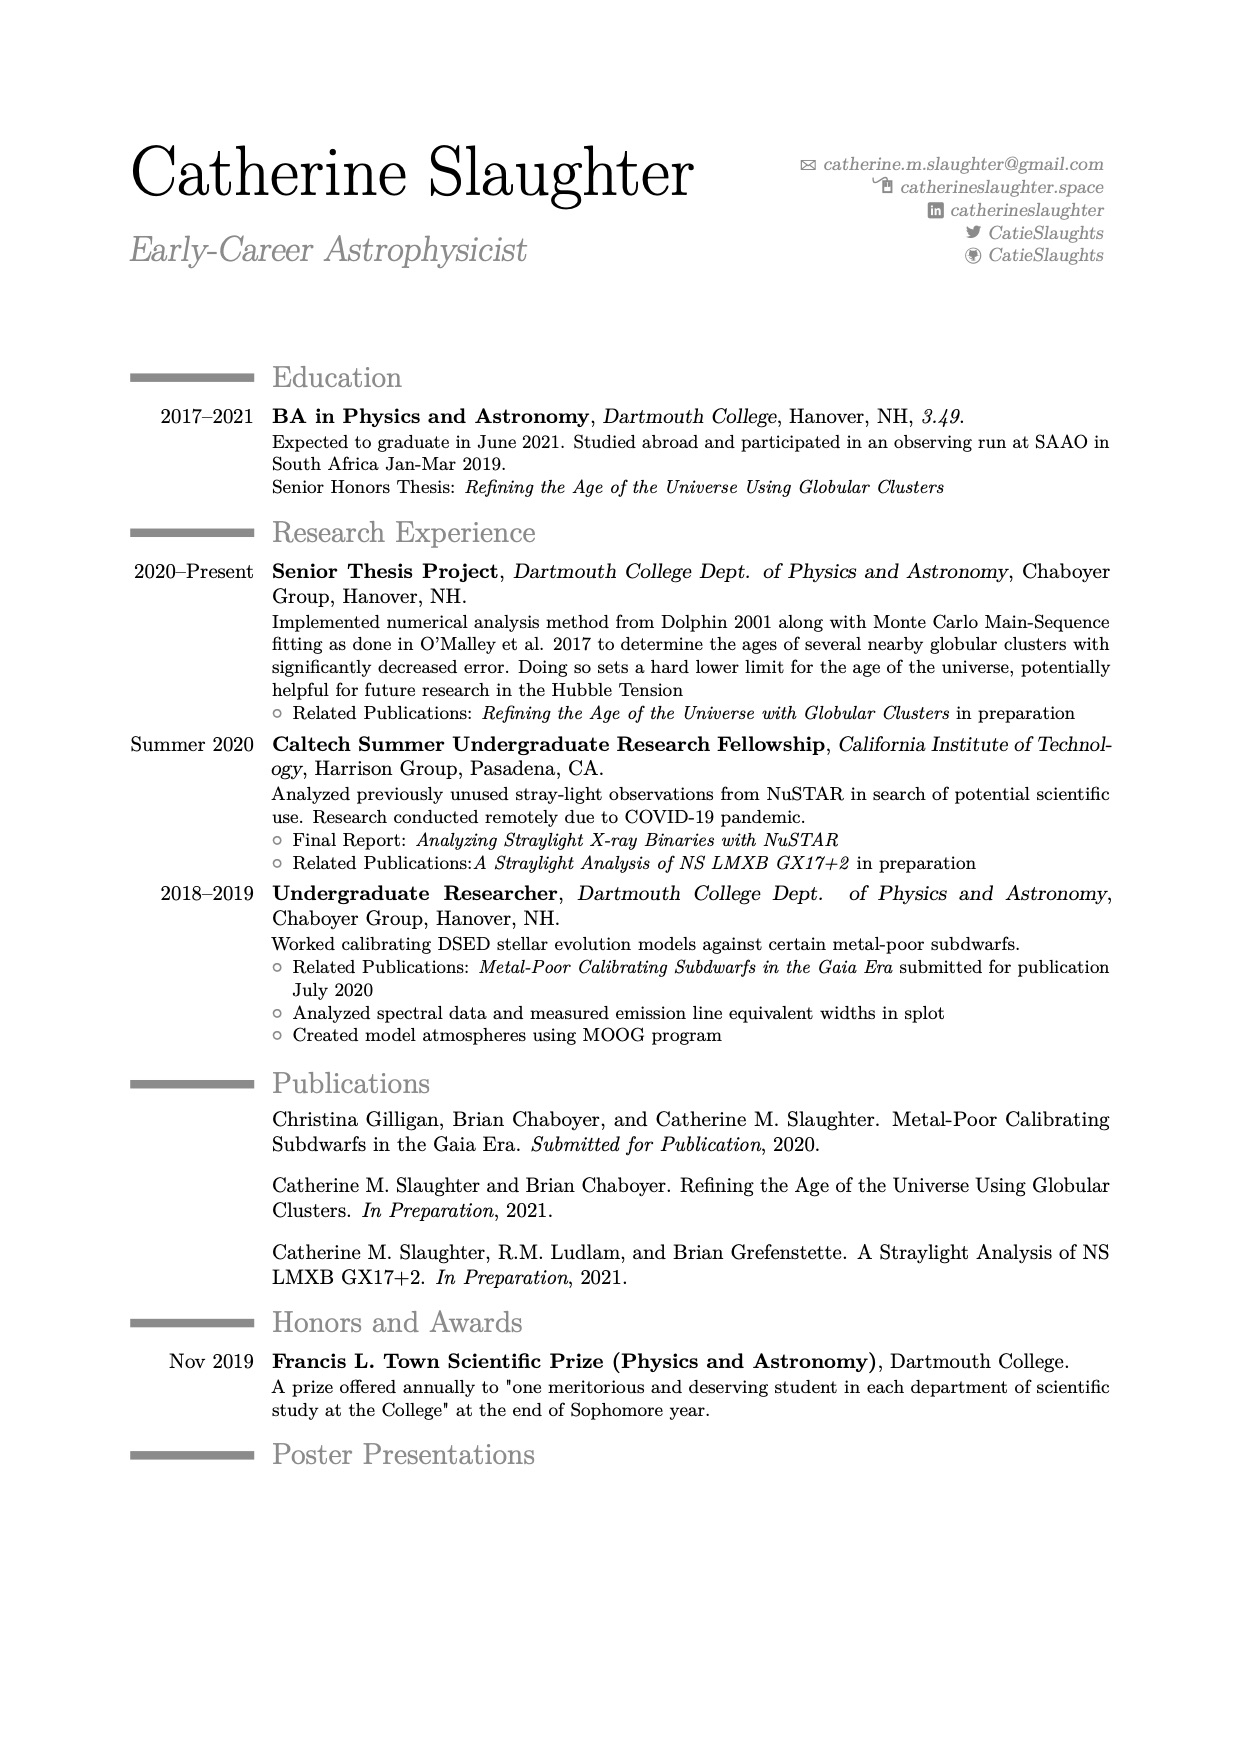 Catherine Slaughter
Early-Career Astrophysicist
catherine.m.slaughter@gmail.com
catherineslaughter.space
catherineslaughter
CatieSlaughts
CatieSlaughts
Education
2017–2021 BA in Physics and Astronomy, Dartmouth College, Hanover, NH, 3.49.
Expected to graduate in June 2021. Studied abroad and participated in an observing run at SAAO in
South Africa Jan-Mar 2019.
Senior Honors Thesis: Refining the Age of the Universe Using Globular Clusters
Research Experience
2020–Present Senior Thesis Project, Dartmouth College Dept. of Physics and Astronomy, Chaboyer
Group, Hanover, NH.
Implemented numerical analysis method from Dolphin 2001 along with Monte Carlo Main-Sequence
fitting as done in O'Malley et al. 2017 to determine the ages of several nearby globular clusters with
significantly decreased error. Doing so sets a hard lower limit for the age of the universe, potentially
helpful for future research in the Hubble Tension
○ Related Publications: Refining the Age of the Universe with Globular Clusters in preparation
Summer 2020 Caltech Summer Undergraduate Research Fellowship, California Institute of Technol-
ogy, Harrison Group, Pasadena, CA.
Analyzed previously unused stray-light observations from NuSTAR in search of potential scientific
use. Research conducted remotely due to COVID-19 pandemic.
○ Final Report: Analyzing Straylight X-ray Binaries with NuSTAR
○ Related Publications:A Straylight Analysis of NS LMXB GX17+2 in preparation
2018–2019 Undergraduate Researcher, Dartmouth College Dept. of Physics and Astronomy,
Chaboyer Group, Hanover, NH.
Worked calibrating DSED stellar evolution models against certain metal-poor subdwarfs.
○ Related Publications: Metal-Poor Calibrating Subdwarfs in the Gaia Era submitted for publication
July 2020
○ Analyzed spectral data and measured emission line equivalent widths in splot
○ Created model atmospheres using MOOG program
Publications
Christina Gilligan, Brian Chaboyer, and Catherine M. Slaughter. Metal-Poor Calibrating
Subdwarfs in the Gaia Era. Submitted for Publication, 2020.
Catherine M. Slaughter and Brian Chaboyer. Refining the Age of the Universe Using Globular
Clusters. In Preparation, 2021.
Catherine M. Slaughter, R.M. Ludlam, and Brian Grefenstette. A Straylight Analysis of NS
LMXB GX17+2. In Preparation, 2021.
Honors and Awards
Nov 2019 Francis L. Town Scientific Prize (Physics and Astronomy), Dartmouth College.
A prize offered annually to "one meritorious and deserving student in each department of scientific
study at the College" at the end of Sophomore year.
Poster Presentations